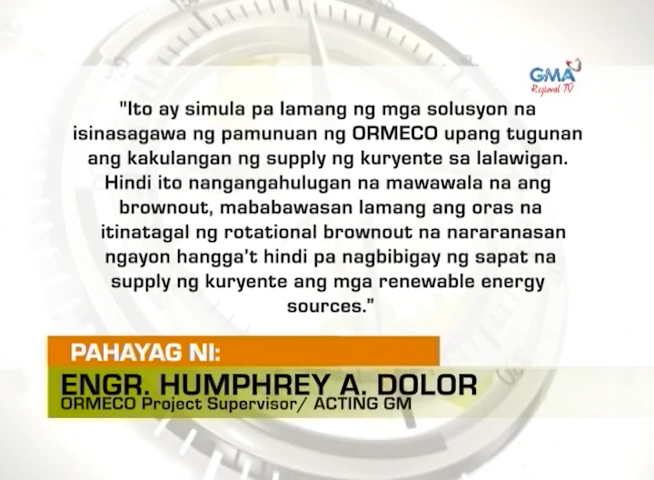 GMA
Regional TV
"Ito ay simula pa lamang ng mga solusyon na
isinasagawa ng pamunuan ng ORMECO upang tugunan
ang kakulangan ng supply ng kuryente sa lalawigan.
Hindi ito nangangahulugan na mawawala na ang
brownout, mababawasan lamang ang oras na
itinatagal ng rotational brownout na nararanasan
ngayon hangga't hindi pa nagbibigay ng sapat na
supply ng kuryente ang mga renewable energy
sources."
PAHAYAG NI:
ENGR. HUMPHREY A. DOLOR
ORMECO Project Supervisor/ ACTING GM